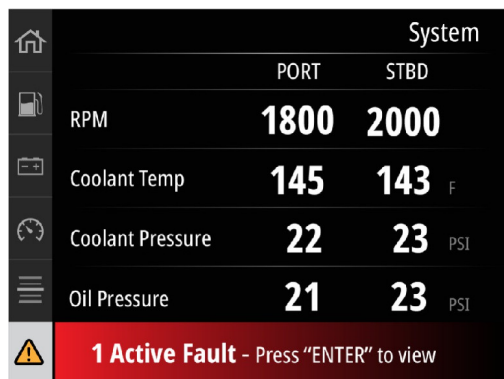 System
PORT STBD
RPM 1800 2000
Coolant Temp 145 143 F
Coolant Pressure 22 23 PSI
Oil Pressure 21 23 PSI
1 Active Fault - Press “ENTER” to view